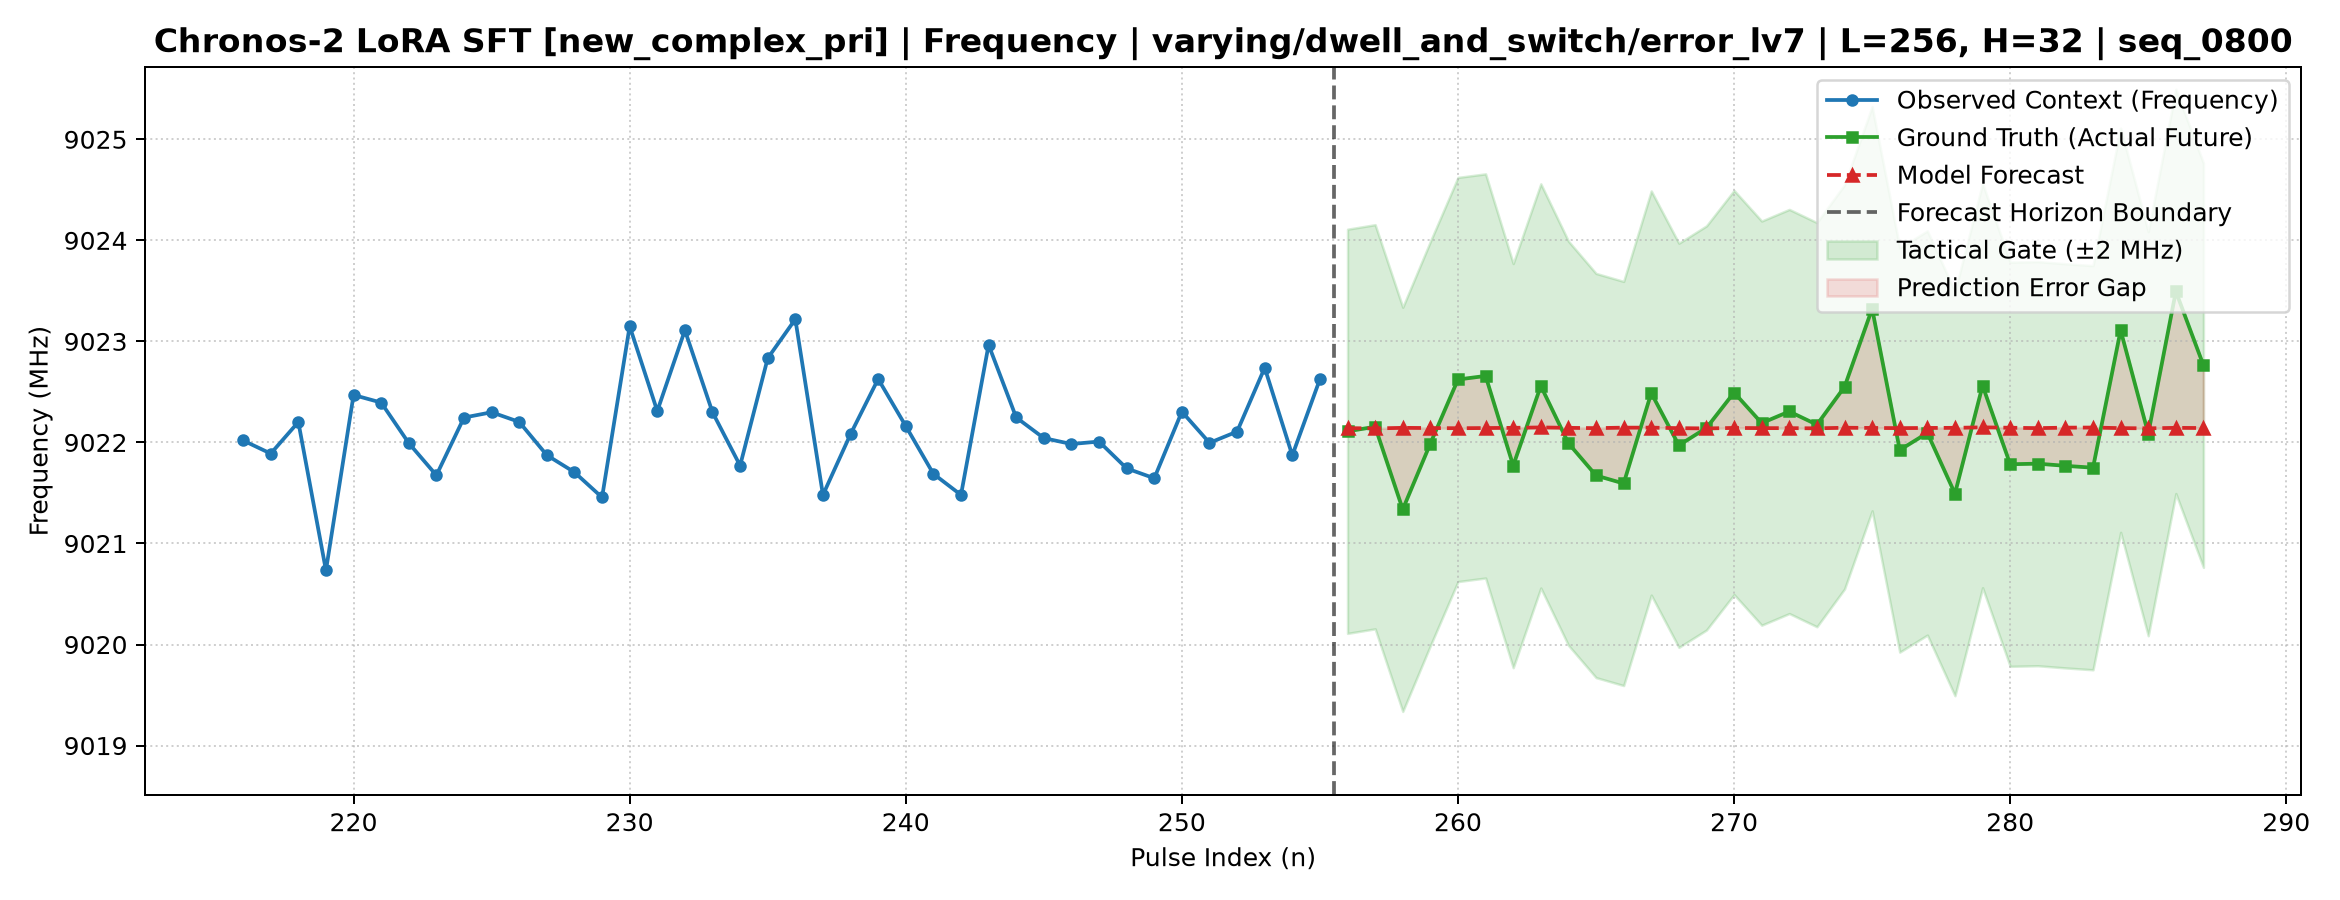 Chronos-2 LoRA SFT [new_complex_pri] | Frequency | varying/dwell_and_switch/error_lv7 | L=256, H=32 | seq_0800
Observed Context (Frequency)
Ground Truth (Actual Future)
Model Forecast
Forecast Horizon Boundary
Tactical Gate (±2 MHz)
Prediction Error Gap
Frequency (MHz)
9025
9024
9023
9022
9021
9020
9019
220 230 240 250 260 270 280 290
Pulse Index (n)